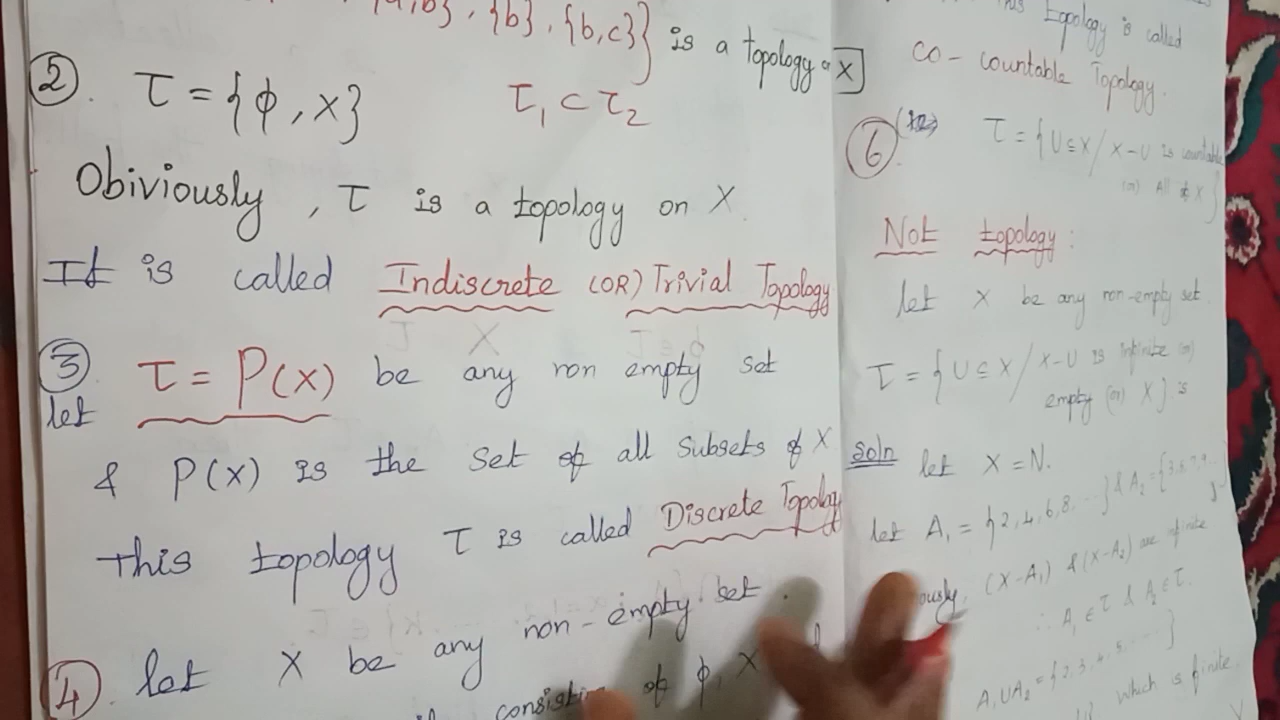 {b}, {b,c}} is a topology on X
② τ = {ϕ, X} τ₁ ⊂ τ₂
Obiviously, τ is a topology on X
It is called Indiscrete (OR) Trivial Topology
③ τ = P(X) be any non empty set
let
& P(X) is the set of all subsets of X
this topology τ is called Discrete Topology
④ let X be any non-empty set.
consisting of ϕ, X
topology is called
co-countable Topology.
⑥ τ = {U⊆X/X-U is countable
(or) All of X}
Not topology:
let X be any non-empty set.
τ = {U⊆X/X-U is infinite (or)
empty (or) X} is
soln let X = N.
let A₁ = {2,4,6,8,...} & A₂ = {3,5,7,9...}
(X-A₁) & (X-A₂) are infinite
∴ A₁ ∈ τ & A₂ ∈ τ.
A₁UA₂ = {2,3,4,5,...}
which is finite.